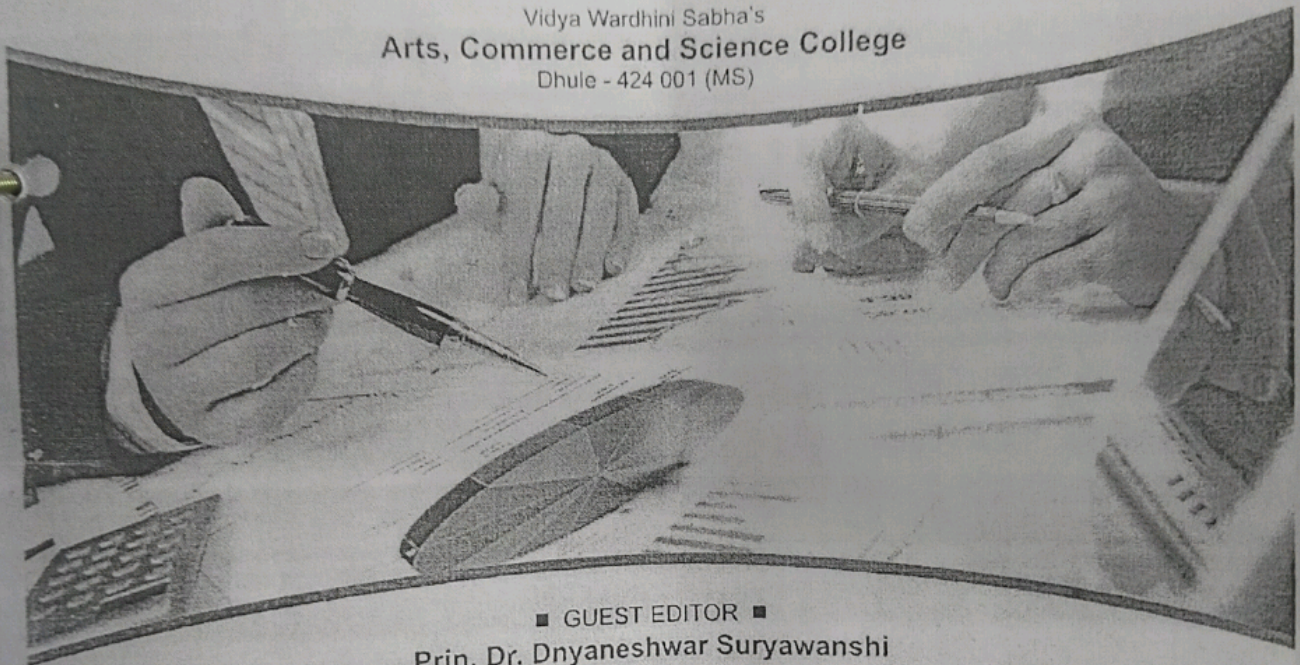 Vidya Wardhini Sabha's
Arts, Commerce and Science College
Dhule - 424 001 (MS)
■ GUEST EDITOR ■
Prin. Dr. Dnyaneshwar Suryawanshi